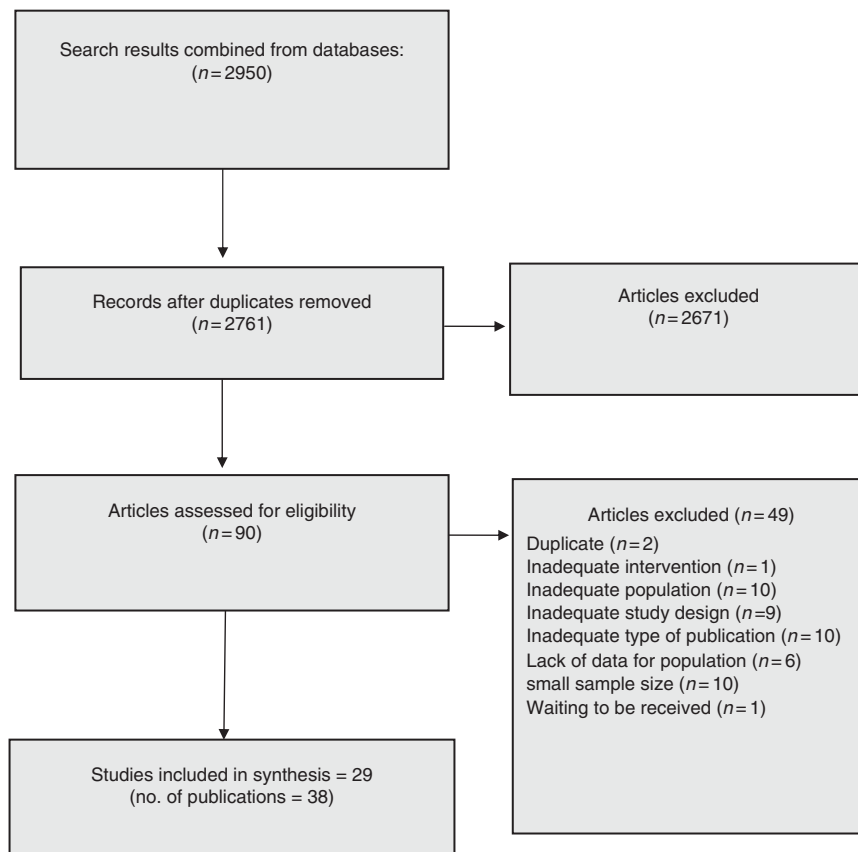 Search results combined from databases:
(n=2950)
Records after duplicates removed
(n=2761)
Articles excluded
(n=2671)
Articles assessed for eligibility
(n=90)
Articles excluded (n=49)
Duplicate (n=2)
Inadequate intervention (n=1)
Inadequate population (n=10)
Inadequate study design (n=9)
Inadequate type of publication (n=10)
Lack of data for population (n=6)
small sample size (n=10)
Waiting to be received (n=1)
Studies included in synthesis = 29
(no. of publications = 38)